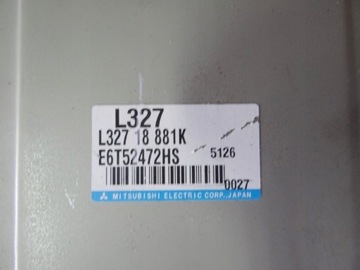 L327
L327 18 881K
E6T52472HS 5126
0027
MITSUBISHI ELECTRIC CORP., JAPAN